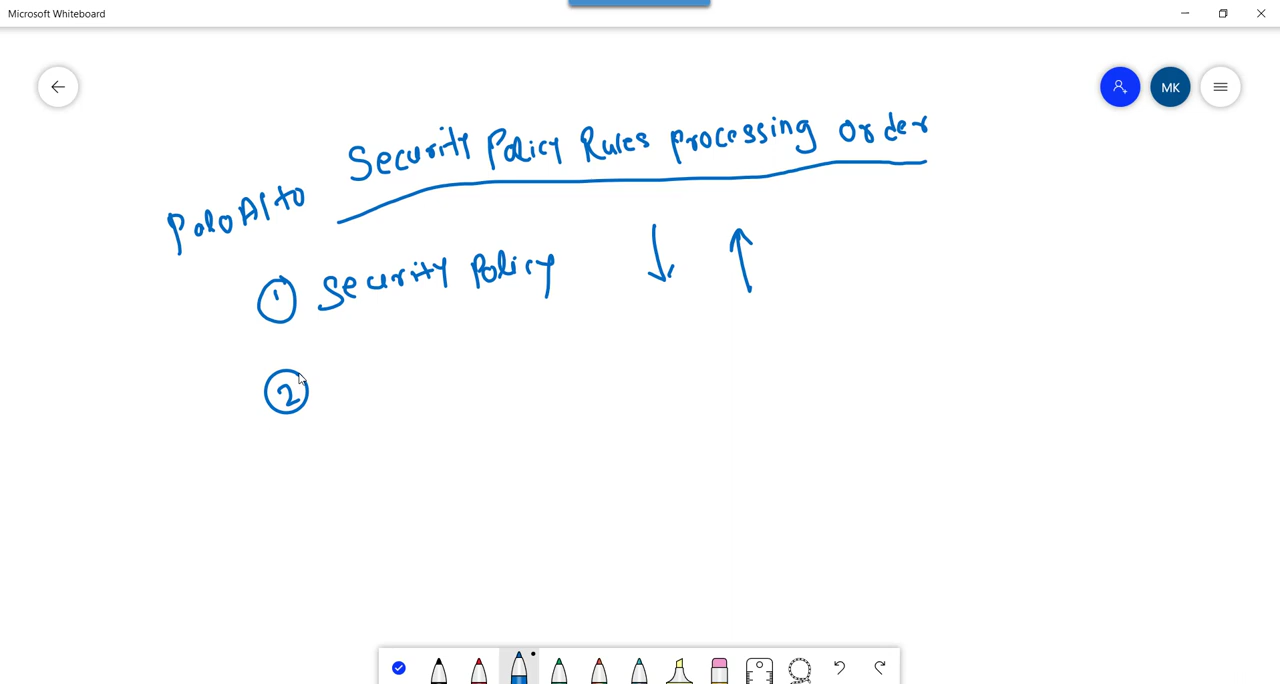 Microsoft Whiteboard
MK
Security Policy Rules processing order
PaloAlto
1 Security Policy ↓ ↑
2